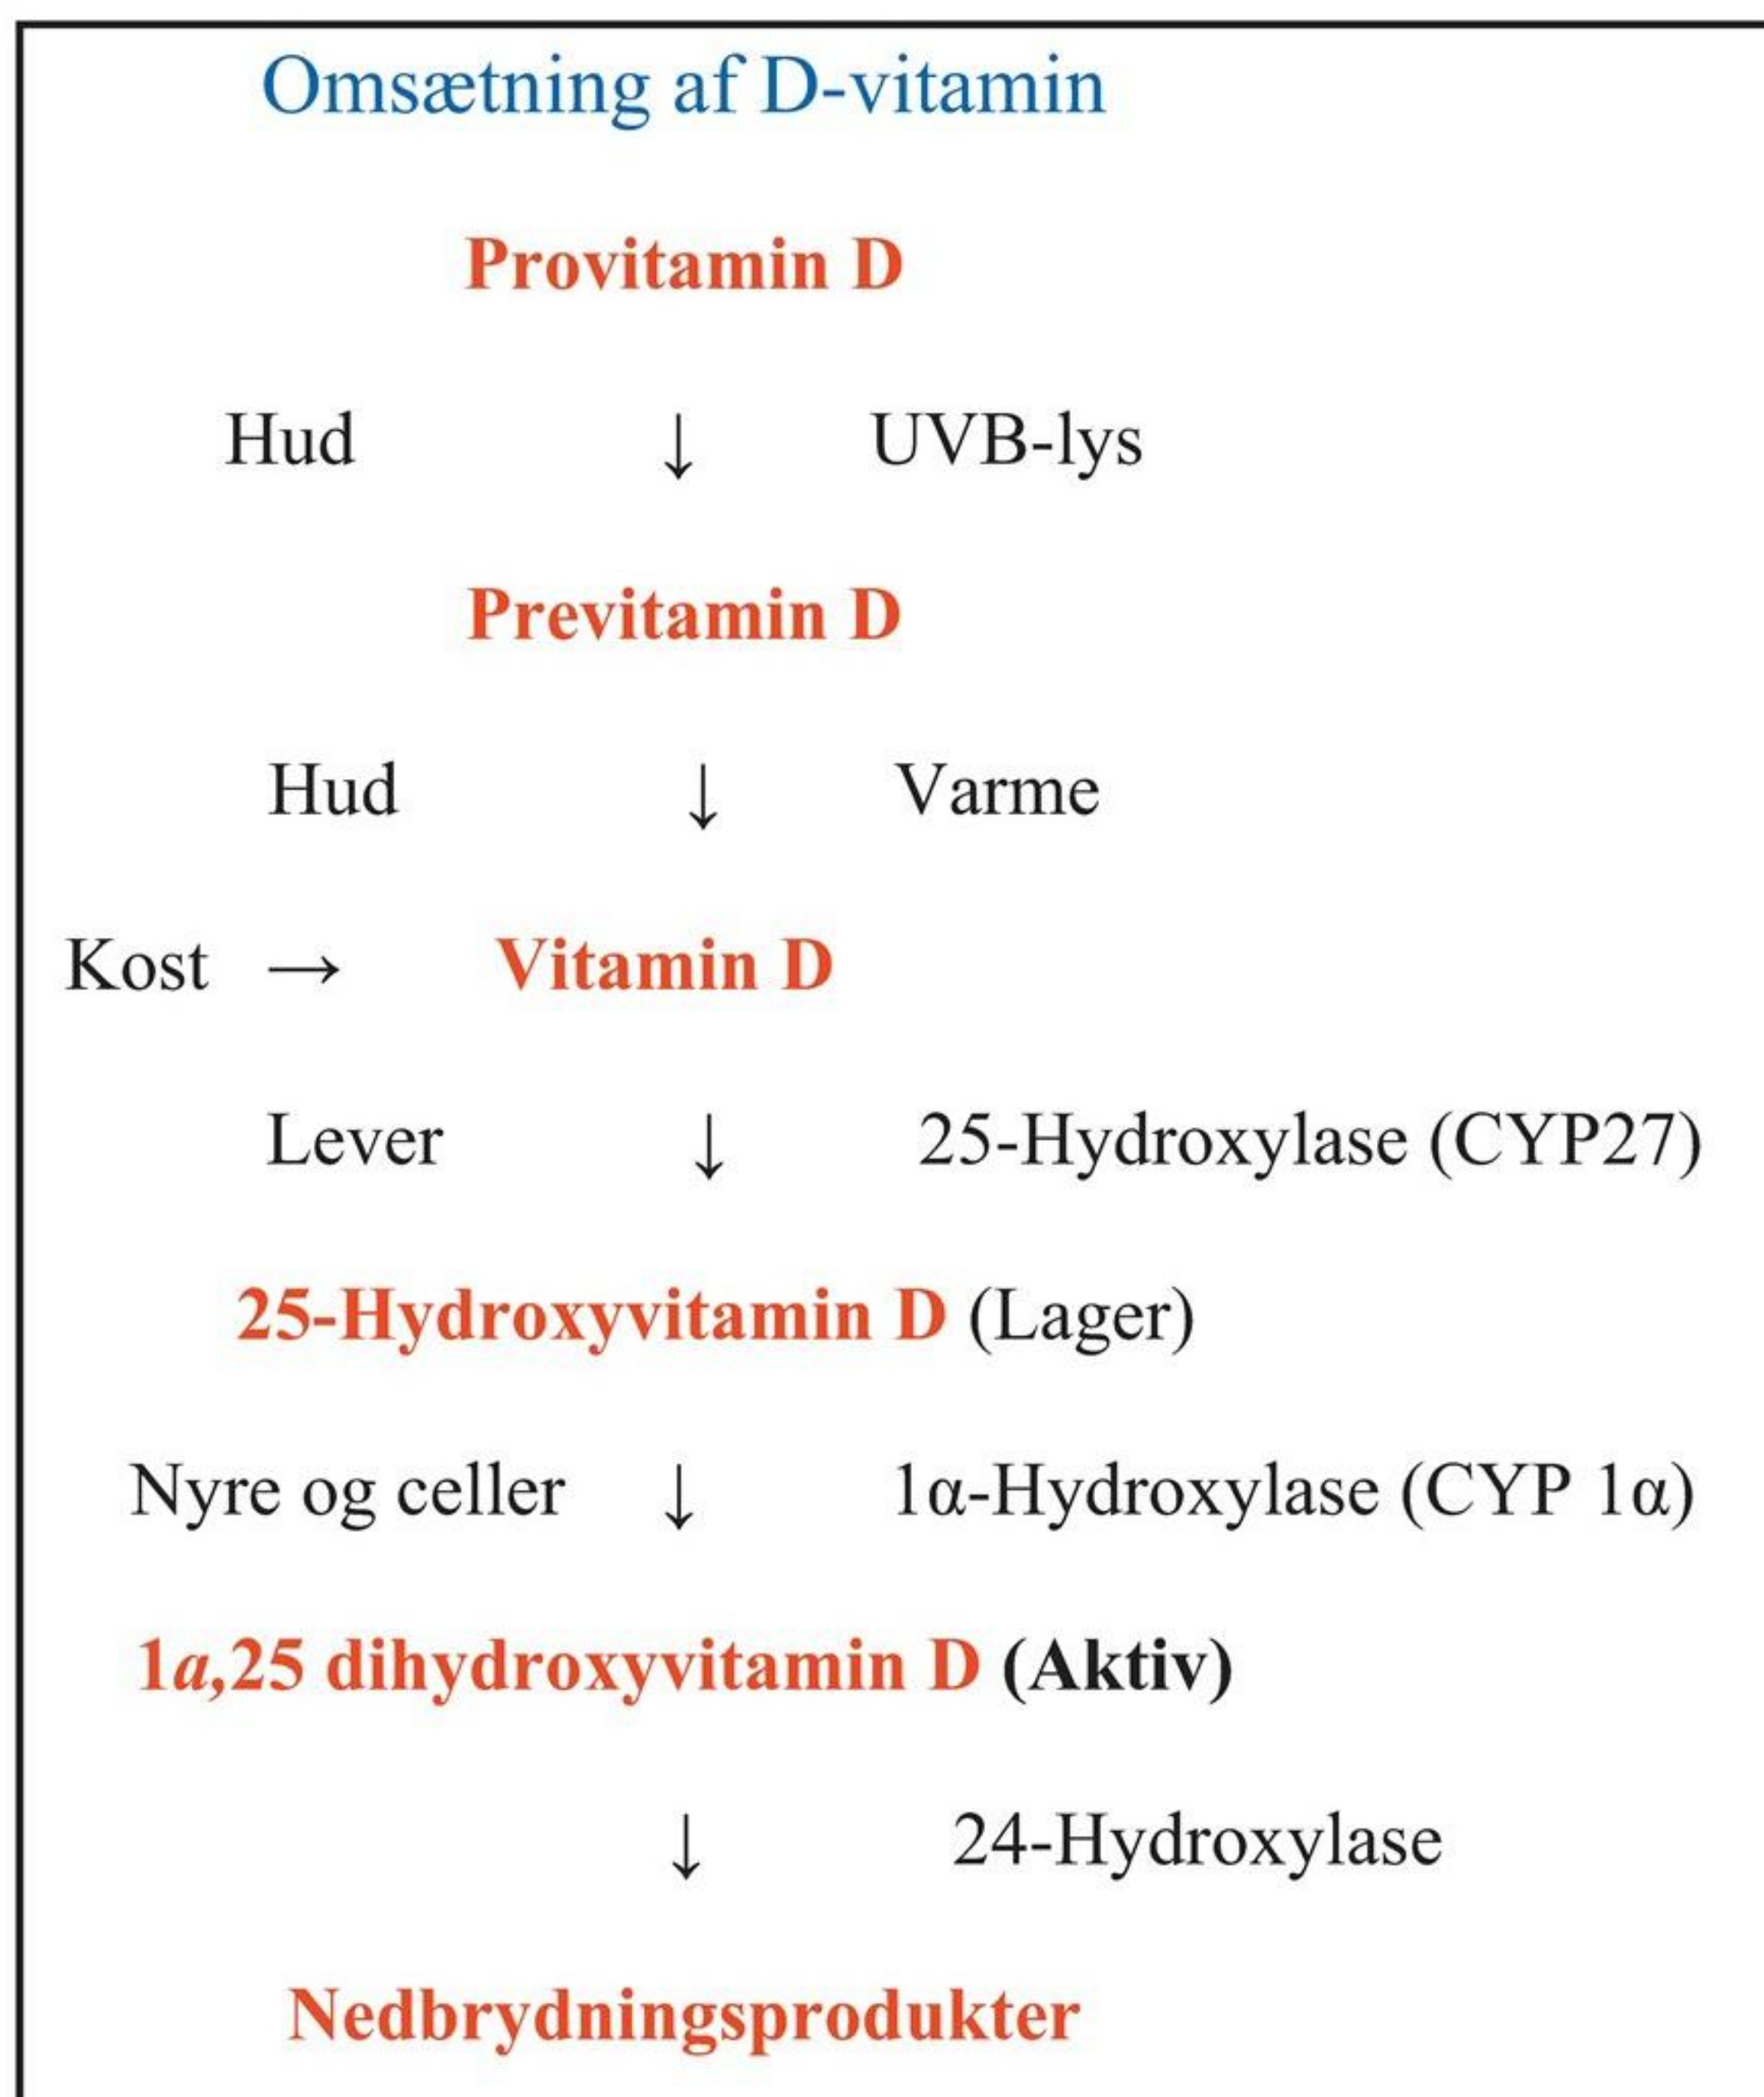 Omsætning af D-vitamin
Provitamin D
Hud ↓ UVB-lys
Previtamin D
Hud ↓ Varme
Kost → Vitamin D
Lever ↓ 25-Hydroxylase (CYP27)
25-Hydroxyvitamin D (Lager)
Nyre og celler ↓ 1α-Hydroxylase (CYP 1α)
1α,25 dihydroxyvitamin D (Aktiv)
↓ 24-Hydroxylase
Nedbrydningsprodukter